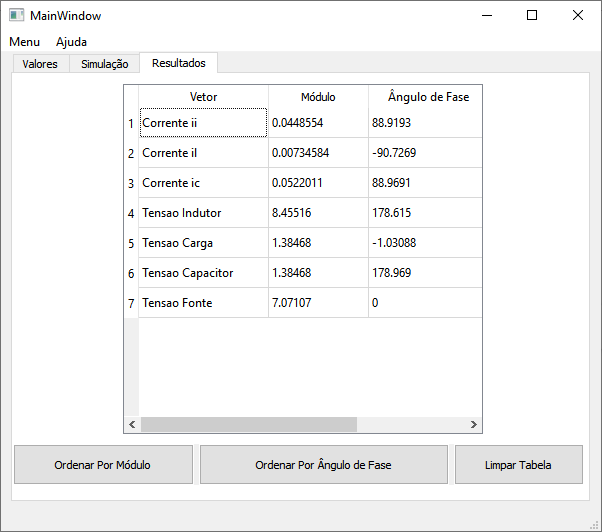 MainWindow
Menu Ajuda
Valores Simulação Resultados
Vetor Módulo Ângulo de Fase
1 Corrente ii 0.0448554 88.9193
2 Corrente il 0.00734584 -90.7269
3 Corrente ic 0.0522011 88.9691
4 Tensao Indutor 8.45516 178.615
5 Tensao Carga 1.38468 -1.03088
6 Tensao Capacitor 1.38468 178.969
7 Tensao Fonte 7.07107 0
Ordenar Por Módulo Ordenar Por Ângulo de Fase Limpar Tabela